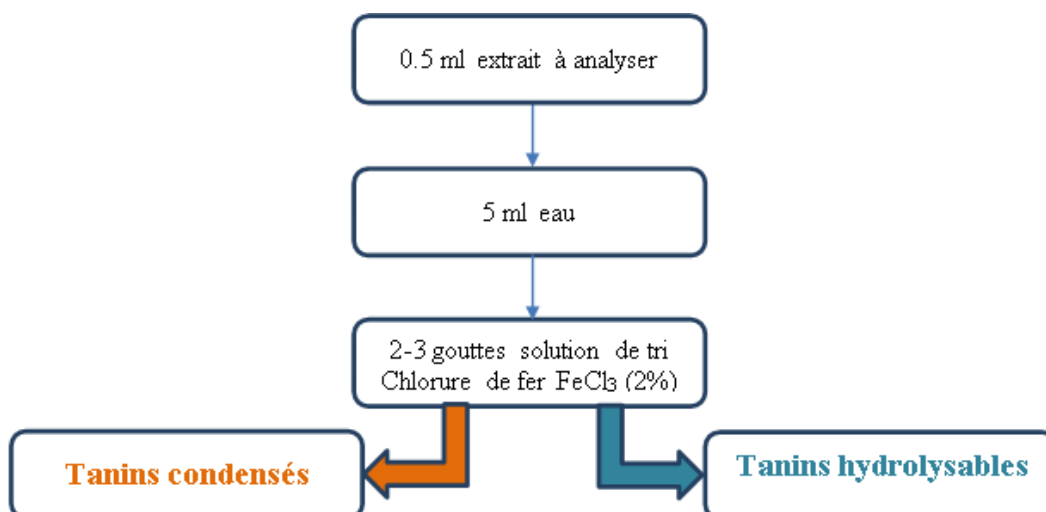 0.5 ml extrait à analyser
5 ml eau
2-3 gouttes solution de tri
Chlorure de fer FeCl3 (2%)
Tanins condensés
Tanins hydrolysables